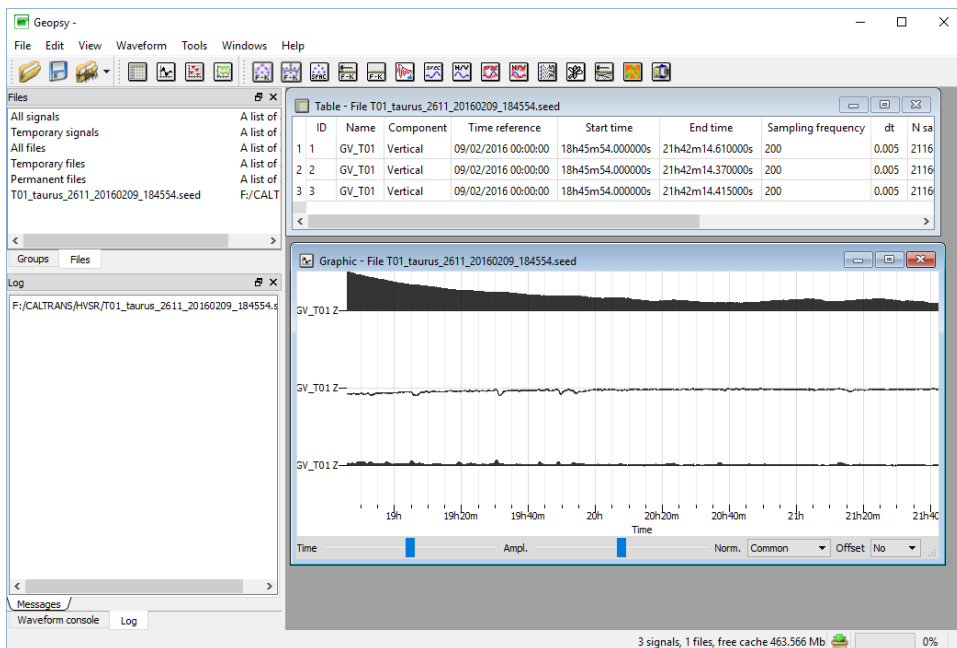 Geopsy -
File Edit View Waveform Tools Windows Help
F-K SPAC F-K F-K SPAC H/V
Files
All signals A list of
Temporary signals A list of
All files A list of
Temporary files A list of
Permanent files A list of
T01_taurus_2611_20160209_184554.seed F:/CALT
Groups Files
Log
F:/CALTRANS/HVSR/T01_taurus_2611_20160209_184554.s
Messages
Waveform console Log
Table - File T01_taurus_2611_20160209_184554.seed
ID Name Component Time reference Start time End time Sampling frequency dt N sa
1 1 GV_T01 Vertical 09/02/2016 00:00:00 18h45m54.000000s 21h42m14.610000s 200 0.005 2116
2 2 GV_T01 Vertical 09/02/2016 00:00:00 18h45m54.000000s 21h42m14.370000s 200 0.005 2116
3 3 GV_T01 Vertical 09/02/2016 00:00:00 18h45m54.000000s 21h42m14.415000s 200 0.005 2116
Graphic - File T01_taurus_2611_20160209_184554.seed
GV_T01 Z
GV_T01 Z
GV_T01 Z
19h 19h20m 19h40m 20h 20h20m 20h40m 21h 21h20m 21h40
Time
Time Ampl. Norm. Common Offset No
3 signals, 1 files, free cache 463.566 Mb 0%